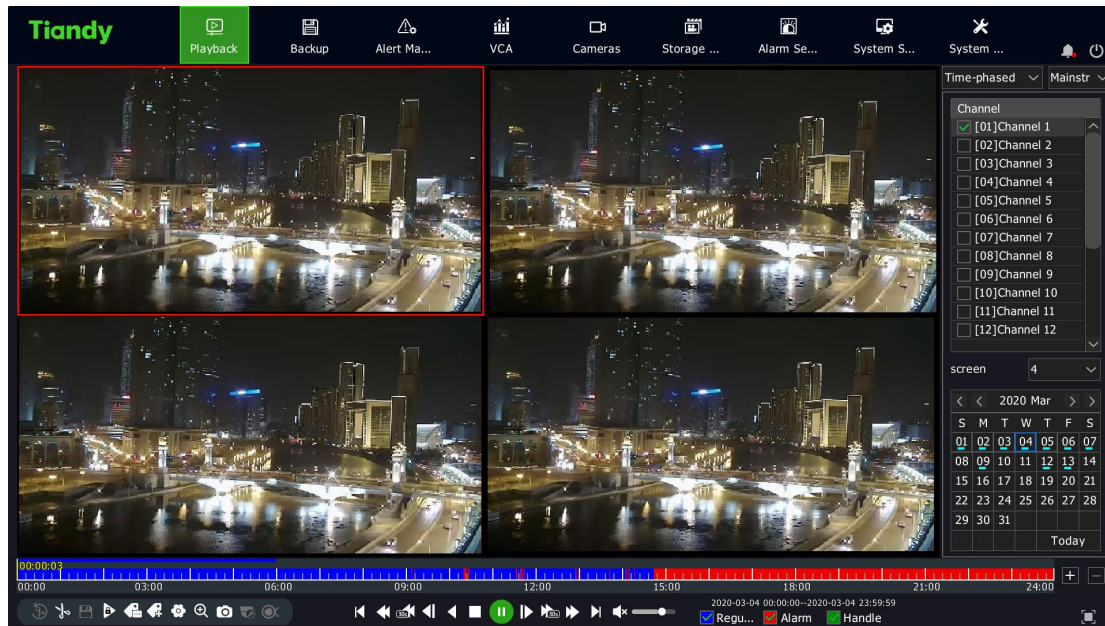 Tiandy
Playback
Backup
Alert Ma...
VCA
Cameras
Storage ...
Alarm Se...
System S...
System ...
Time-phased
Mainstr
Channel
[01]Channel 1
[02]Channel 2
[03]Channel 3
[04]Channel 4
[05]Channel 5
[06]Channel 6
[07]Channel 7
[08]Channel 8
[09]Channel 9
[10]Channel 10
[11]Channel 11
[12]Channel 12
screen 4
2020 Mar
S M T W T F S
01 02 03 04 05 06 07
08 09 10 11 12 13 14
15 16 17 18 19 20 21
22 23 24 25 26 27 28
29 30 31
Today
00:00:03
00:00 03:00 06:00 09:00 12:00 15:00 18:00 21:00 24:00
30s 30s
2020-03-04 00:00:00--2020-03-04 23:59:59
Regu... Alarm Handle